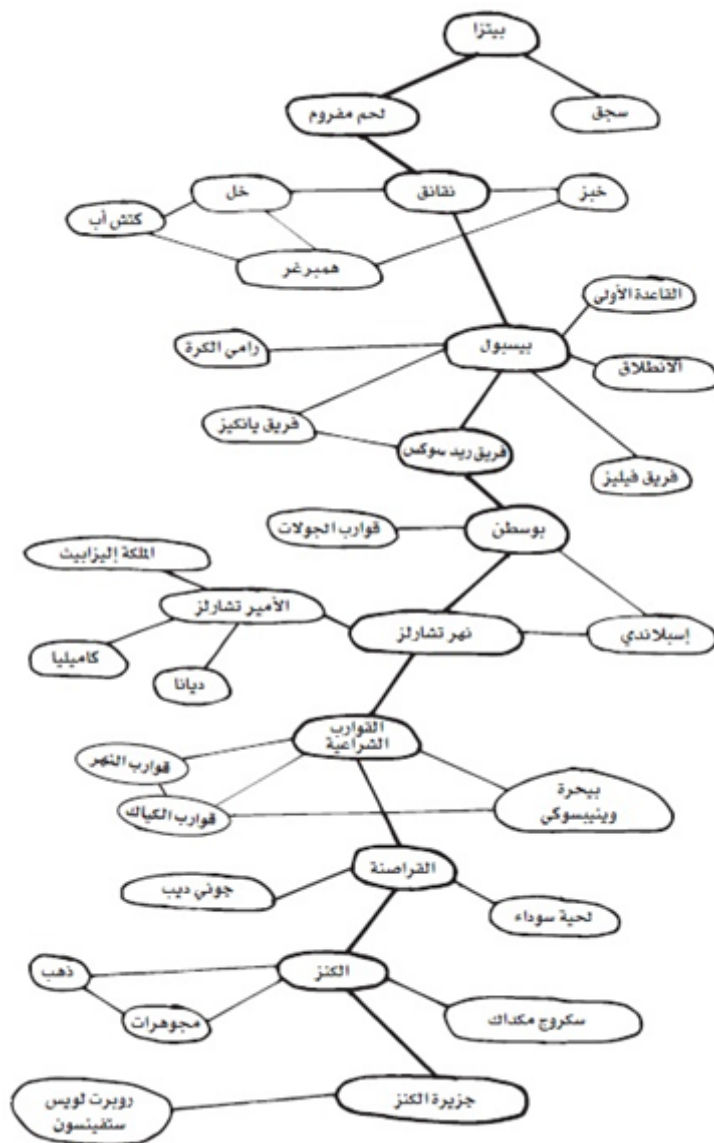 بيتزا
لحم مفروم
سجق
خبز
نقانق
خل
كتش أب
همبرغر
القاعدة الأولى
بيسبول
رامي الكرة
الانطلاق
فريق يانكيز
فريق ريد سوكس
فريق فيليز
بوسطن
قوارب الجولات
الملكة إليزابيث
الأمير تشارلز
نهر تشارلز
إسبلاندي
كاميليا
ديانا
القوارب
الشراعية
قوارب النهر
قوارب الكياك
بيحرة
وينيبسوكي
القراصنة
جوني ديب
لحية سوداء
الكنز
ذهب
مجوهرات
سكروج مكداك
جزيرة الكنز
روبرت لويس
ستفينسون